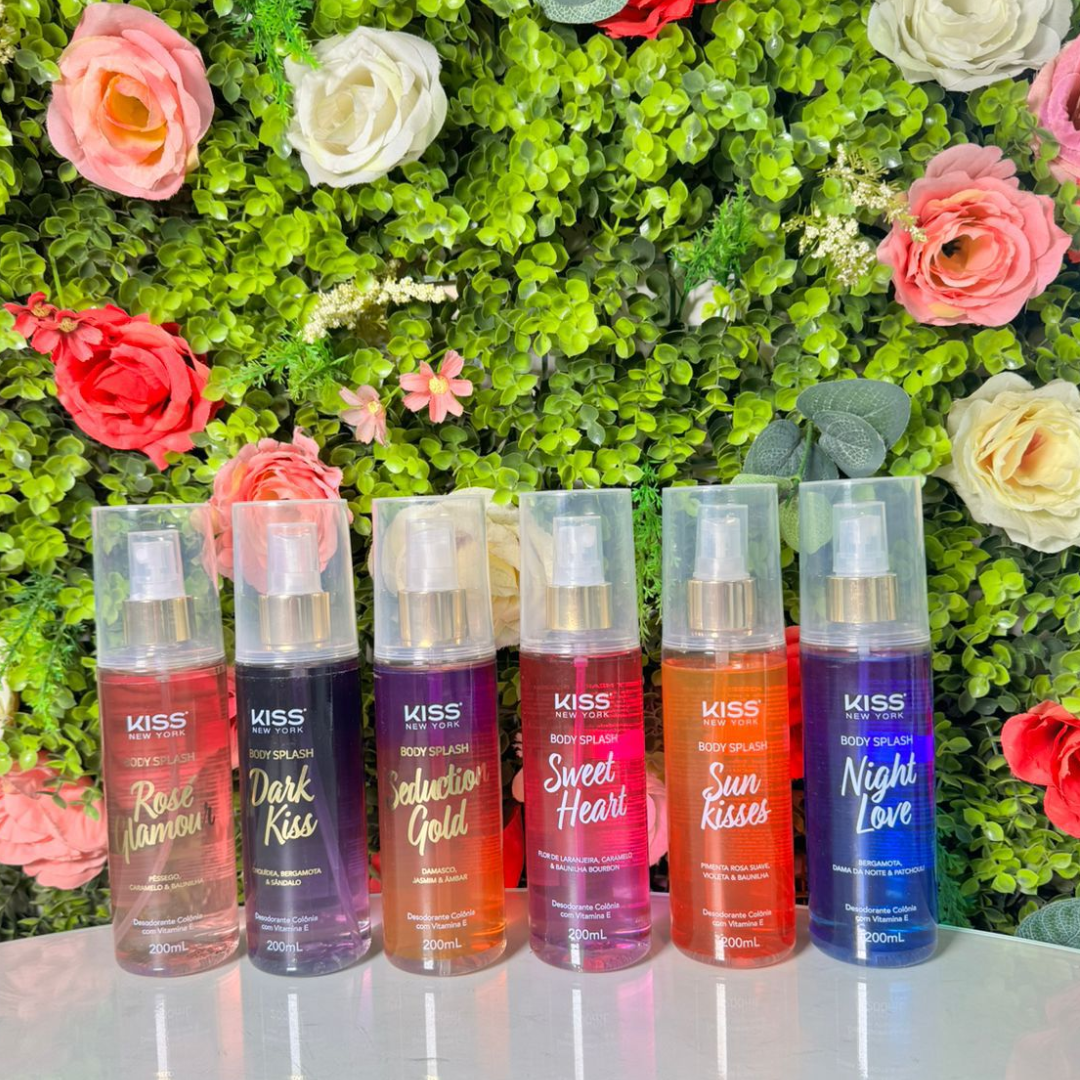 KISS
NEW YORK
BODY SPLASH
Rosé
Glamour
PÊSSEGO,
CARAMELO & BAUNILHA
Desodorante Colônia
com Vitamina E
200mL
KISS
NEW YORK
BODY SPLASH
Dark
Kiss
ORQUÍDEA, BERGAMOTA
& SÂNDALO
Desodorante Colônia
com Vitamina E
200mL
KISS
NEW YORK
BODY SPLASH
Seduction
Gold
DAMASCO,
JASMIM & ÂMBAR
Desodorante Colônia
com Vitamina E
200mL
KISS
NEW YORK
BODY SPLASH
Sweet
Heart
FLOR DE LARANJEIRA, CARAMELO
& BAUNILHA BOURBON
Desodorante Colônia
com Vitamina E
200mL
KISS
NEW YORK
BODY SPLASH
Sun
kisses
PIMENTA ROSA SUAVE,
VIOLETA & BAUNILHA
Desodorante Colônia
com Vitamina E
200mL
KISS
NEW YORK
BODY SPLASH
Night
Love
BERGAMOTA,
DAMA DA NOITE & PATCHOULI
Desodorante Colônia
com Vitamina E
200mL